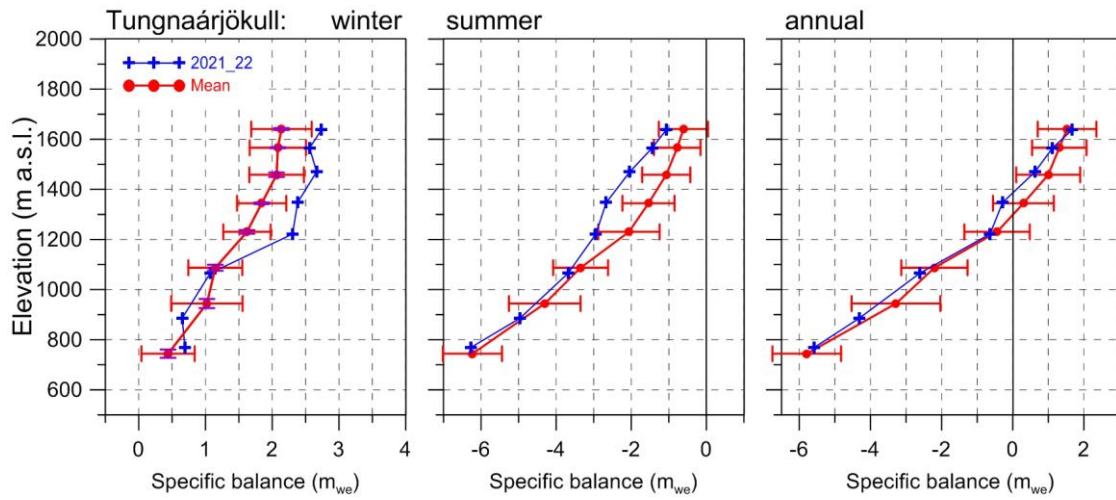 Tungnaárjökull: winter summer annual
2000
1800
1600
1400
1200
1000
800
600
Elevation (m a.s.l.)
2021_22
Mean
0 1 2 3 4
-6 -4 -2 0
-6 -4 -2 0 2
Specific balance (mwe) Specific balance (mwe) Specific balance (mwe)